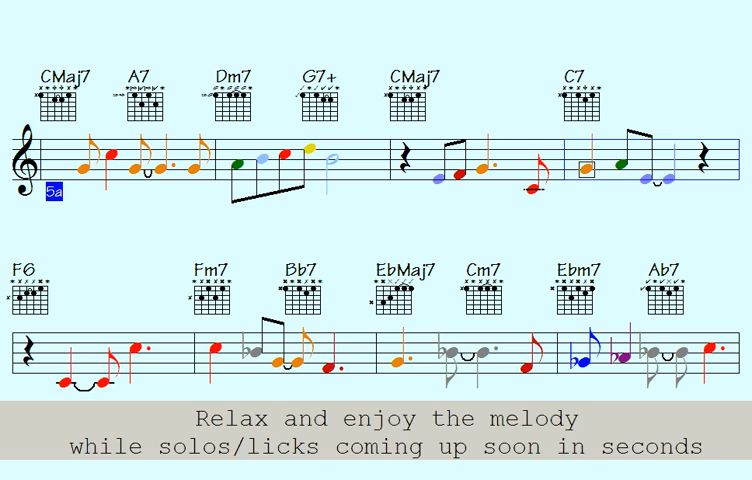 CMaj7 A7 Dm7 G7+ CMaj7 C7
5a
F6 Fm7 Bb7 EbMaj7 Cm7 Ebm7 Ab7
Relax and enjoy the melody
while solos/licks coming up soon in seconds